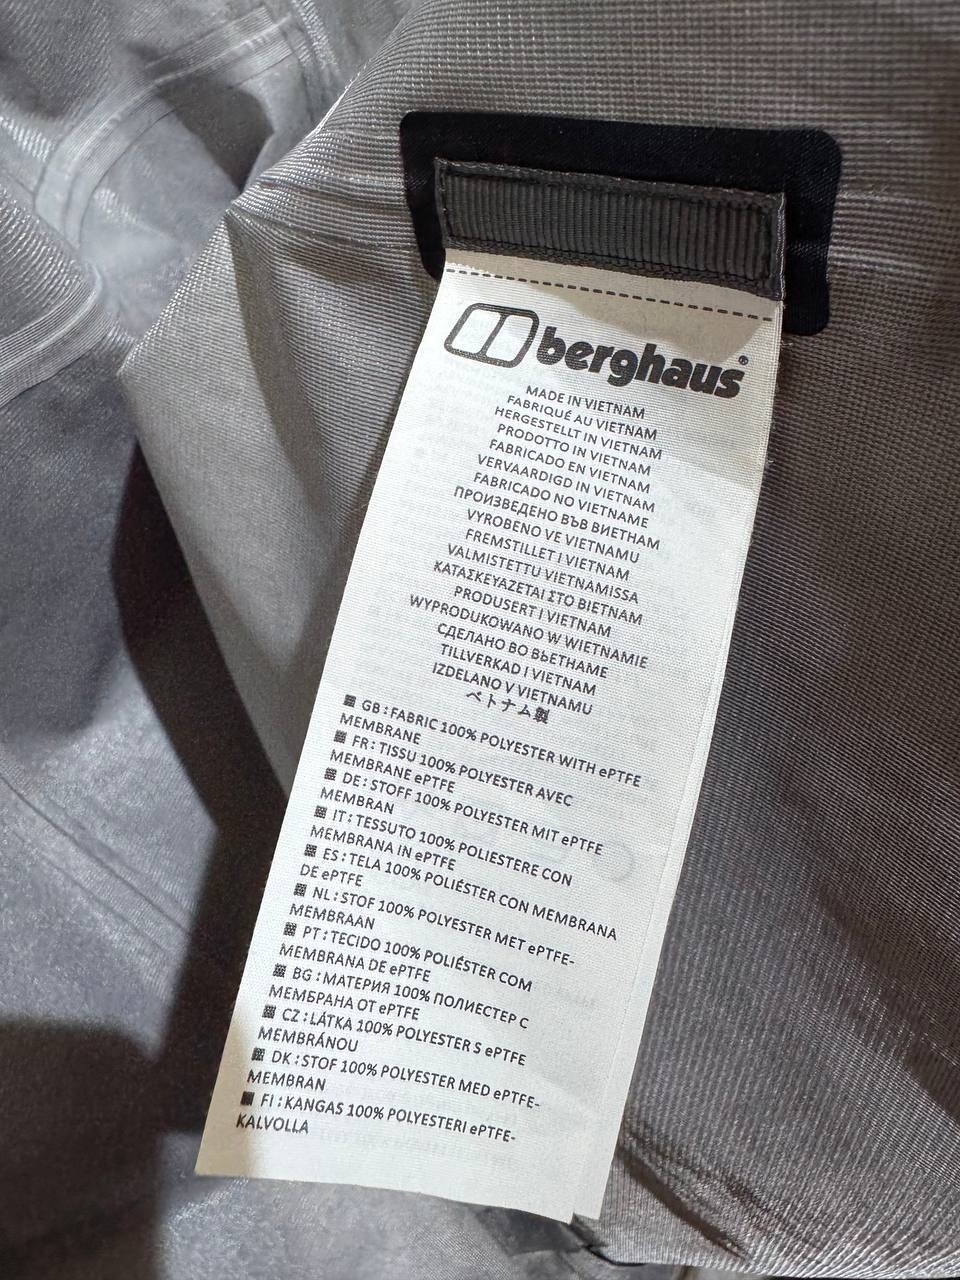 berghaus®
MADE IN VIETNAM
FABRIQUÉ AU VIETNAM
HERGESTELLT IN VIETNAM
PRODOTTO IN VIETNAM
FABRICADO EN VIETNAM
VERVAARDIGD IN VIETNAM
FABRICADO NO VIETNAME
ПРОИЗВЕДЕНО ВЪВ ВИЕТНАМ
VYROBENO VE VIETNAMU
FREMSTILLET I VIETNAM
VALMISTETTU VIETNAMISSA
ΚΑΤΑΣΚΕΥΑΖΕΤΑΙ ΣΤΟ ΒΙΕΤΝΑΜ
PRODUSERT I VIETNAM
WYPRODUKOWANO W WIETNAMIE
СДЕЛАНО ВО ВЬЕТНАМЕ
TILLVERKAD I VIETNAM
IZDELANO V VIETNAMU
ベトナム製
GB : FABRIC 100% POLYESTER WITH ePTFE
MEMBRANE
FR : TISSU 100% POLYESTER AVEC
MEMBRANE ePTFE
DE : STOFF 100% POLYESTER MIT ePTFE
MEMBRAN
IT : TESSUTO 100% POLIESTERE CON
MEMBRANA IN ePTFE
ES : TELA 100% POLIÉSTER CON MEMBRANA
DE ePTFE
NL : STOF 100% POLYESTER MET ePTFE-
MEMBRAAN
PT : TECIDO 100% POLIÉSTER COM
MEMBRANA DE ePTFE
BG : МАТЕРИЯ 100% ПОЛИЕСТЕР С
МЕМБРАНА ОТ ePTFE
CZ : LÁTKA 100% POLYESTER S ePTFE
MEMBRÁNOU
DK : STOF 100% POLYESTER MED ePTFE-
MEMBRAN
FI : KANGAS 100% POLYESTERI ePTFE-
KALVOLLA